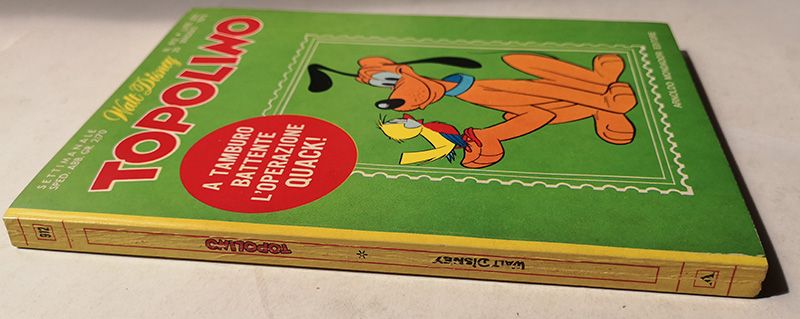 SETTIMANALE
SPED. ABB. GR. 2/70
Walt Disney
TOPOLINO
A TAMBURO
BATTENTE
L'OPERAZIONE
QUACK!
ARNOLDO MONDADORI EDITORE
912
TOPOLINO
*
WALT DISNEY